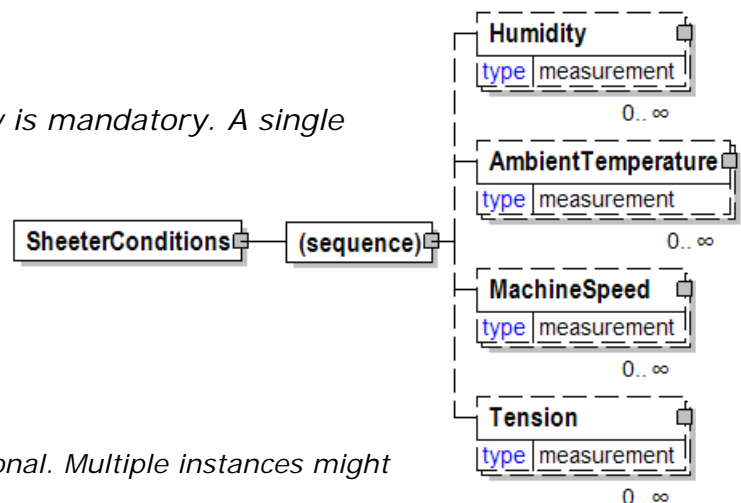 Humidity
type measurement
0.. ∞
is mandatory. A single
AmbientTemperature
type measurement
0.. ∞
SheeterConditions
(sequence)
MachineSpeed
type measurement
0.. ∞
Tension
type measurement
onal. Multiple instances might
0.. ∞